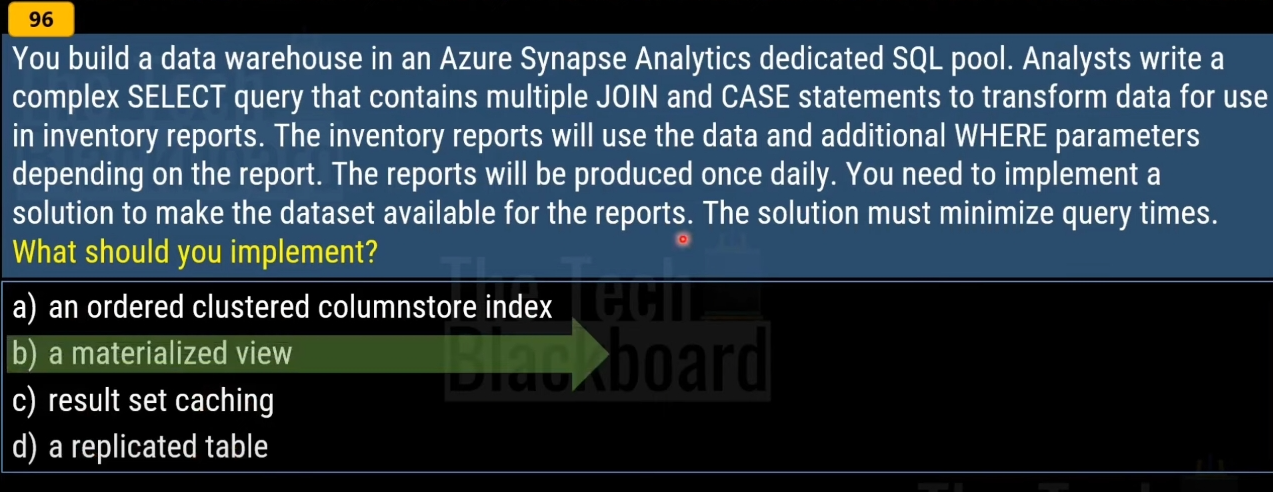 96
You build a data warehouse in an Azure Synapse Analytics dedicated SQL pool. Analysts write a
complex SELECT query that contains multiple JOIN and CASE statements to transform data for use
in inventory reports. The inventory reports will use the data and additional WHERE parameters
depending on the report. The reports will be produced once daily. You need to implement a
solution to make the dataset available for the reports. The solution must minimize query times.
What should you implement?
a) an ordered clustered columnstore index
b) a materialized view
c) result set caching
d) a replicated table
The Tech
Blackboard